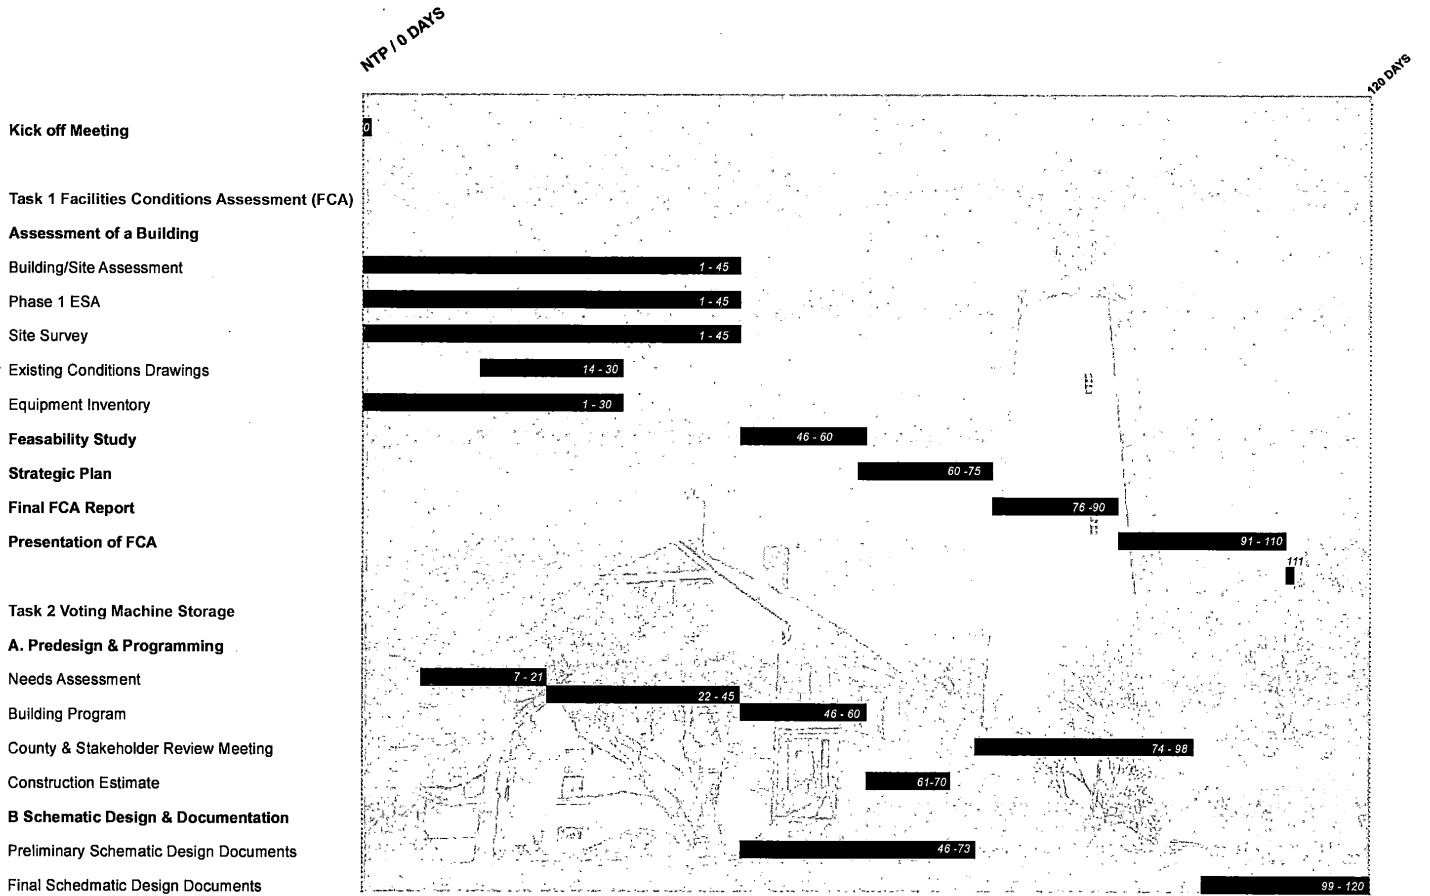 NTP / 0 DAYS
120 DAYS
Kick off Meeting
0
Task 1 Facilities Conditions Assessment (FCA)
Assessment of a Building
Building/Site Assessment
1 - 45
Phase 1 ESA
1 - 45
Site Survey
1 - 45
Existing Conditions Drawings
14 - 30
Equipment Inventory
1 - 30
Feasability Study
46 - 60
Strategic Plan
60 -75
Final FCA Report
76 -90
Presentation of FCA
91 - 110
111
Task 2 Voting Machine Storage
A. Predesign & Programming
Needs Assessment
7 - 21
22 - 45
Building Program
46 - 60
County & Stakeholder Review Meeting
74 - 98
Construction Estimate
61-70
B Schematic Design & Documentation
Preliminary Schematic Design Documents
46 -73
Final Schedmatic Design Documents
99 - 120